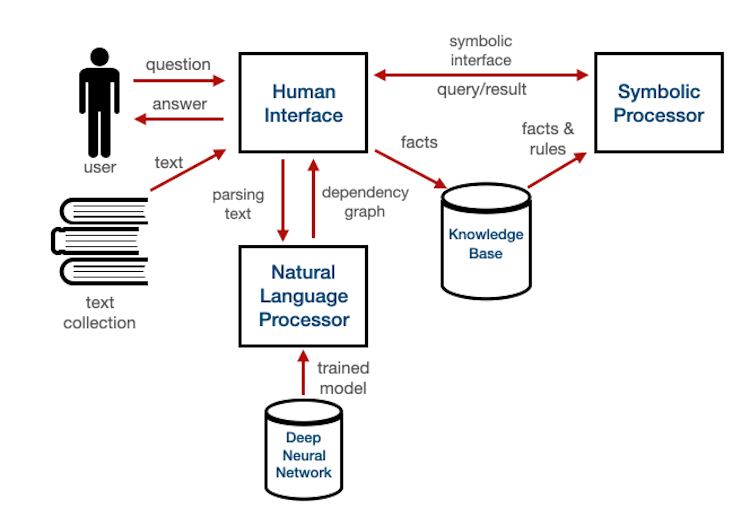 question
answer
user
text
text
collection
Human
Interface
symbolic
interface
query/result
Symbolic
Processor
facts
facts &
rules
Knowledge
Base
parsing
text
dependency
graph
Natural
Language
Processor
trained
model
Deep
Neural
Network